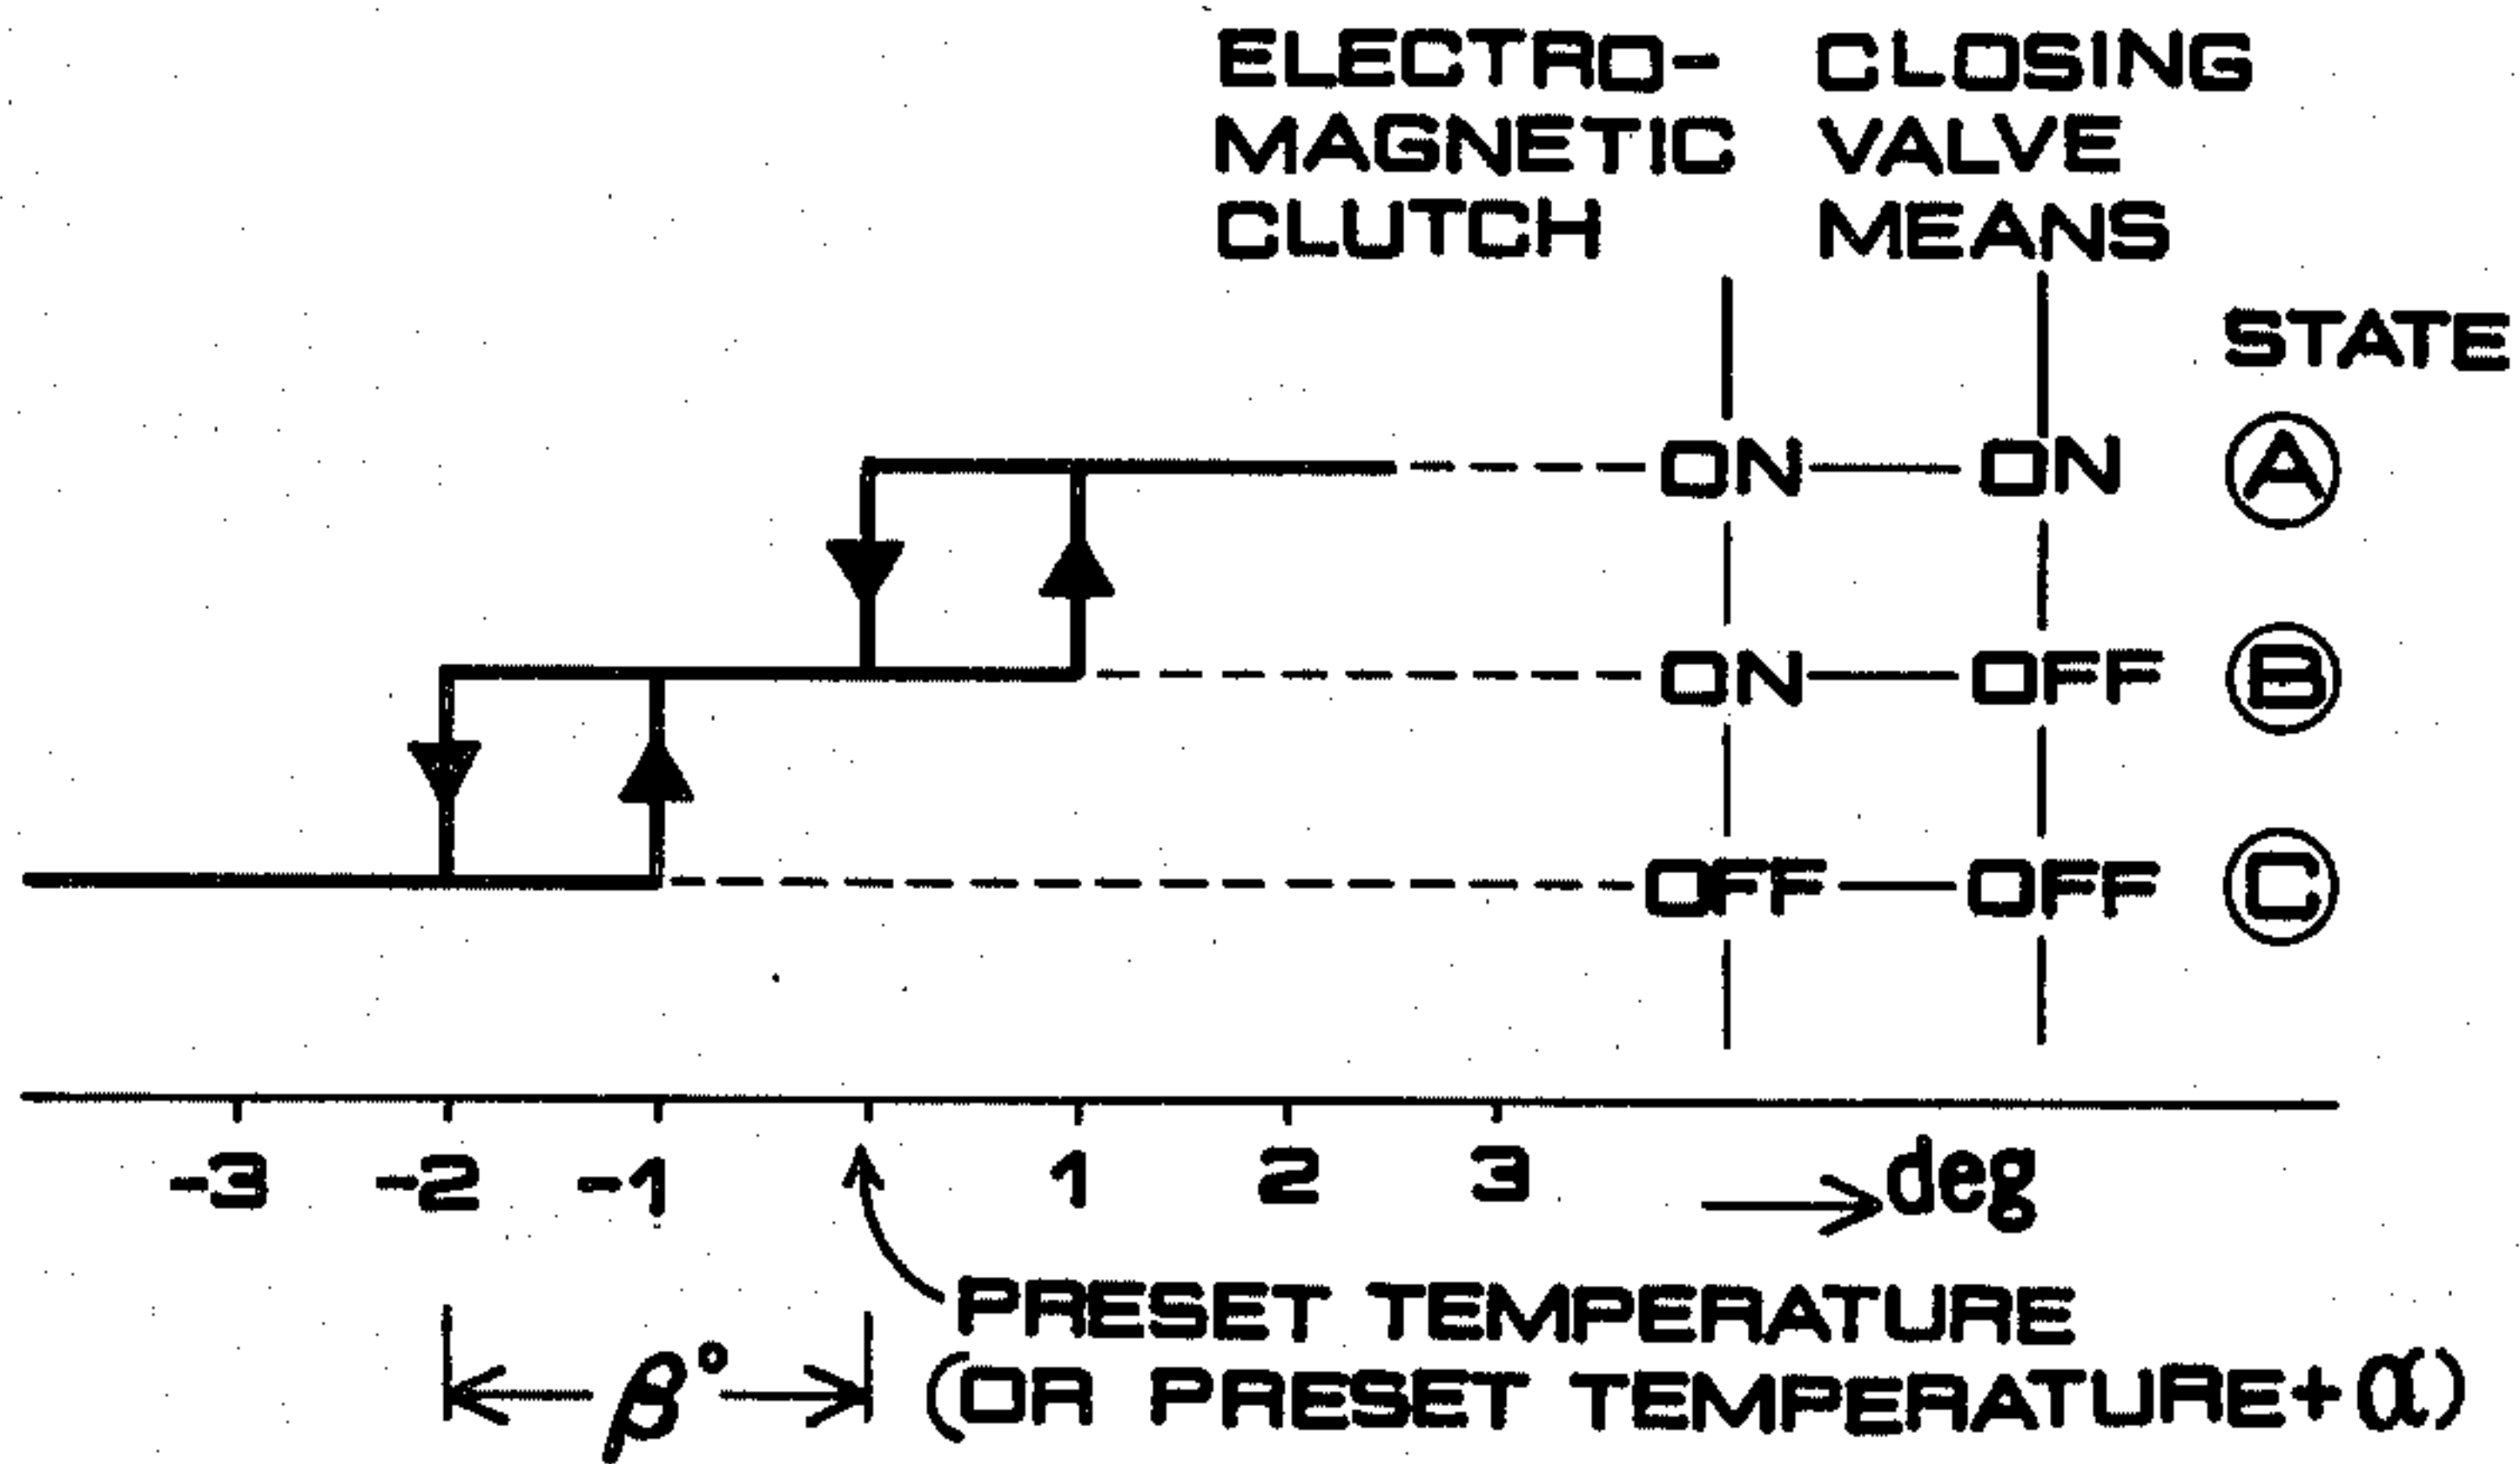 ELECTRO- CLOSING
MAGNETIC VALVE
CLUTCH MEANS
STATE
ON ON A
ON OFF B
OFF OFF C
-3 -2 -1 1 2 3 deg
PRESET TEMPERATURE
β° (OR PRESET TEMPERATURE+α)